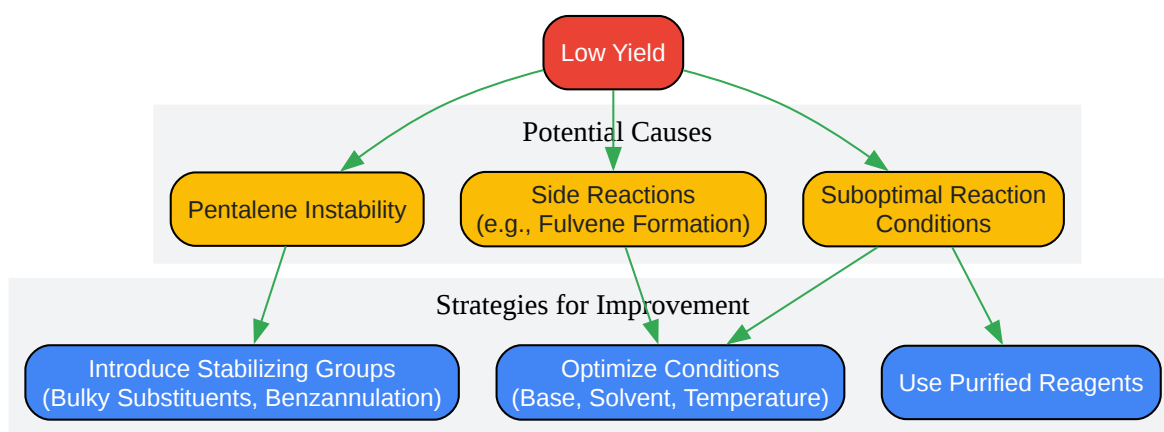 Low Yield
Potential Causes
Pentalene Instability
Side Reactions
(e.g., Fulvene Formation)
Suboptimal Reaction
Conditions
Strategies for Improvement
Introduce Stabilizing Groups
(Bulky Substituents, Benzannulation)
Optimize Conditions
(Base, Solvent, Temperature)
Use Purified Reagents